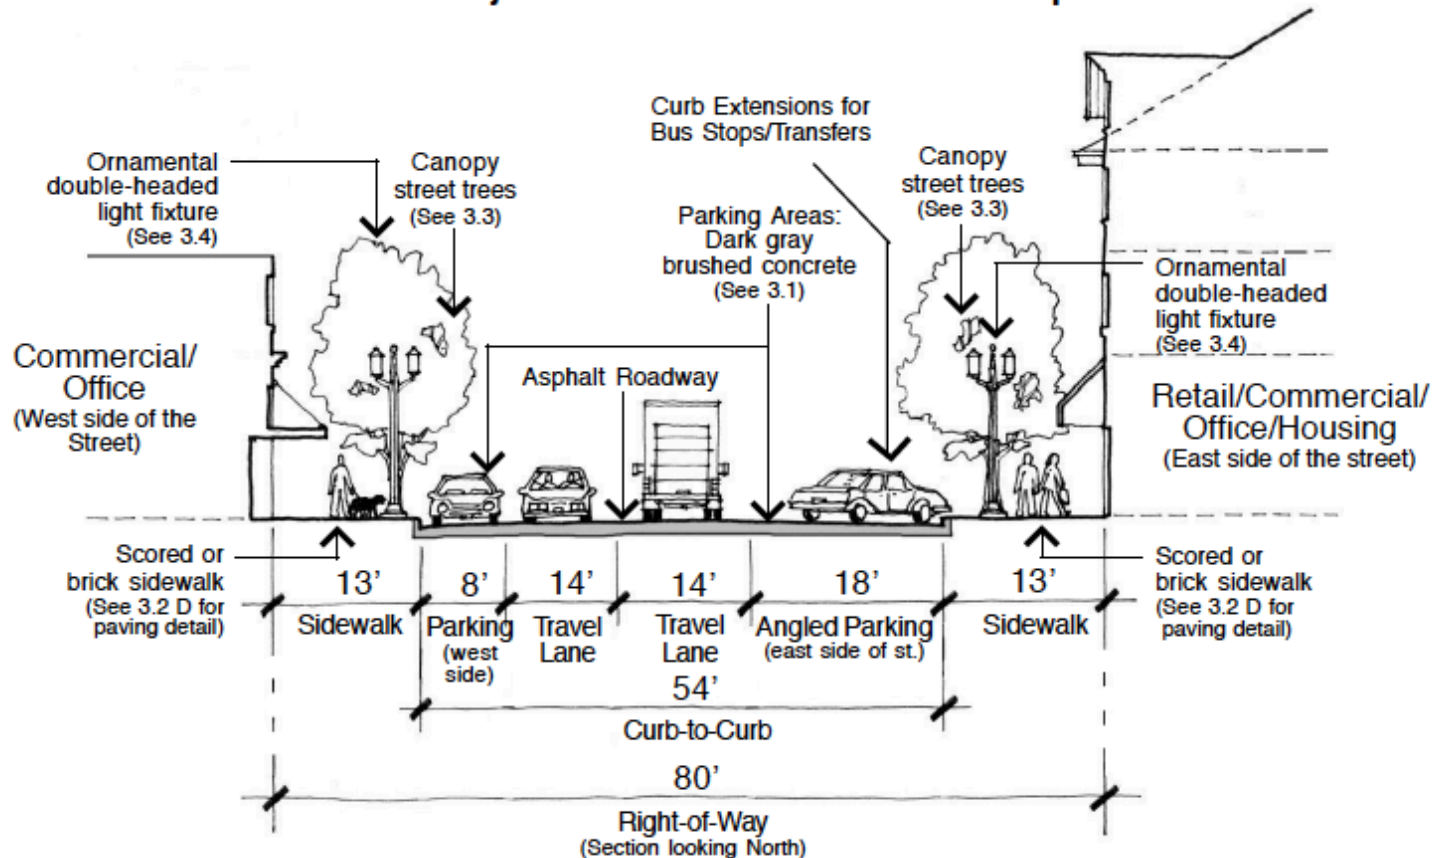 Curb Extensions for
Bus Stops/Transfers
Ornamental
double-headed
light fixture
(See 3.4)
Canopy
street trees
(See 3.3)
Parking Areas:
Dark gray
brushed concrete
(See 3.1)
Canopy
street trees
(See 3.3)
Ornamental
double-headed
light fixture
(See 3.4)
Commercial/
Office
(West side of the
Street)
Asphalt Roadway
Retail/Commercial/
Office/Housing
(East side of the street)
Scored or
brick sidewalk
(See 3.2 D for
paving detail)
13’
8’
14’
14’
18’
13’
Scored or
brick sidewalk
(See 3.2 D for
paving detail)
Sidewalk
Parking
(west
side)
Travel
Lane
Travel
Lane
Angled Parking
(east side of st.)
Sidewalk
54’
Curb-to-Curb
80’
Right-of-Way
(Section looking North)